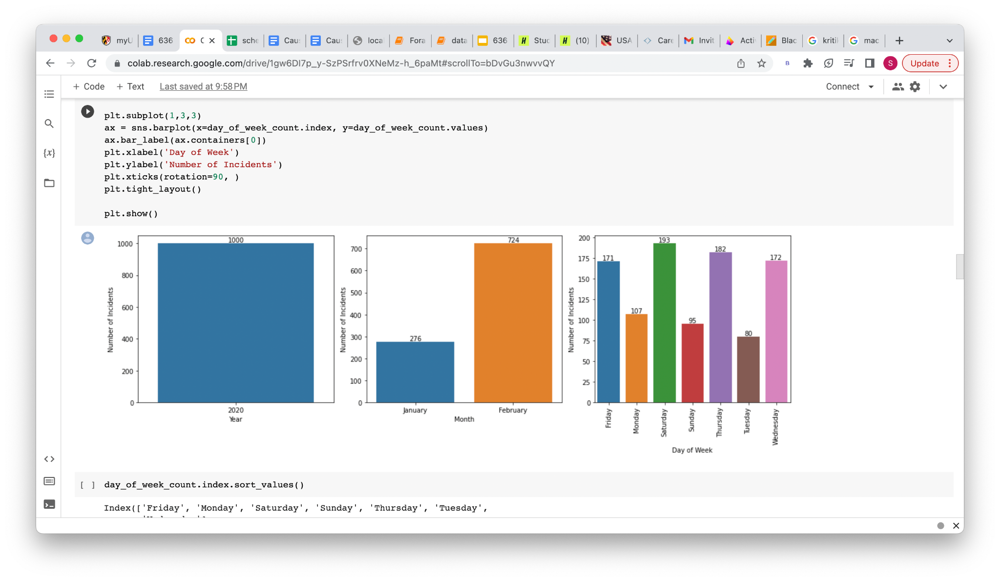 myU
636
C
sche
Cau
Cau
loca
Fora
data
636
Stud
(10)
USA
Care
Invit
Activ
Blac
kriti
mac
colab.research.google.com/drive/1gw6DI7p_y-SzPSrfrv0XNeMz-h_6paMt#scrollTo=bDvGu3nwvvQY
B
S
Update
+ Code + Text Last saved at 9:58 PM
Connect
{x}
plt.subplot(1,3,3)
ax = sns.barplot(x=day_of_week_count.index, y=day_of_week_count.values)
ax.bar_label(ax.containers[0])
plt.xlabel('Day of Week')
plt.ylabel('Number of Incidents')
plt.xticks(rotation=90, )
plt.tight_layout()
plt.show()
1000
1000
800
600
400
200
0
Number of Incidents
2020
Year
724
276
700
600
500
400
300
200
100
0
Number of Incidents
January
February
Month
200
175
150
125
100
75
50
25
0
Number of Incidents
171
107
193
95
182
80
172
Friday
Monday
Saturday
Sunday
Thursday
Tuesday
Wednesday
Day of Week
[ ] day_of_week_count.index.sort_values()
Index(['Friday', 'Monday', 'Saturday', 'Sunday', 'Thursday', 'Tuesday',